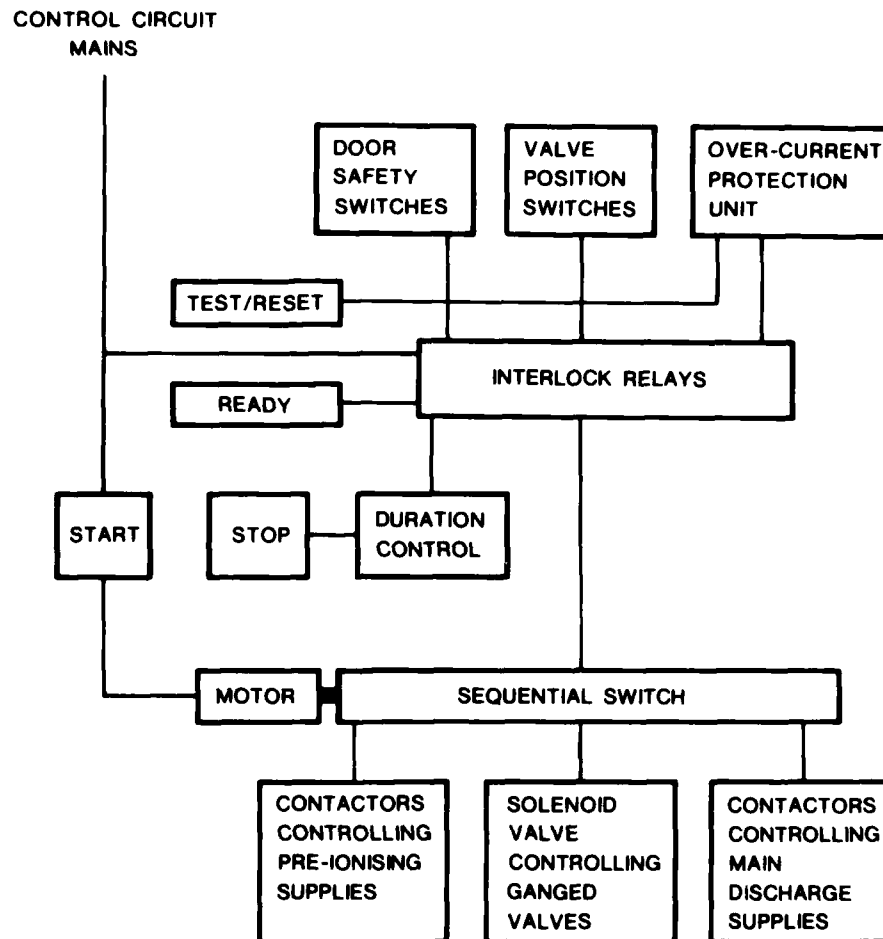 CONTROL CIRCUIT
MAINS
DOOR
SAFETY
SWITCHES
VALVE
POSITION
SWITCHES
OVER-CURRENT
PROTECTION
UNIT
TEST/RESET
INTERLOCK RELAYS
READY
START
STOP
DURATION
CONTROL
MOTOR
SEQUENTIAL SWITCH
CONTACTORS
CONTROLLING
PRE-IONISING
SUPPLIES
SOLENOID
VALVE
CONTROLLING
GANGED
VALVES
CONTACTORS
CONTROLLING
MAIN
DISCHARGE
SUPPLIES